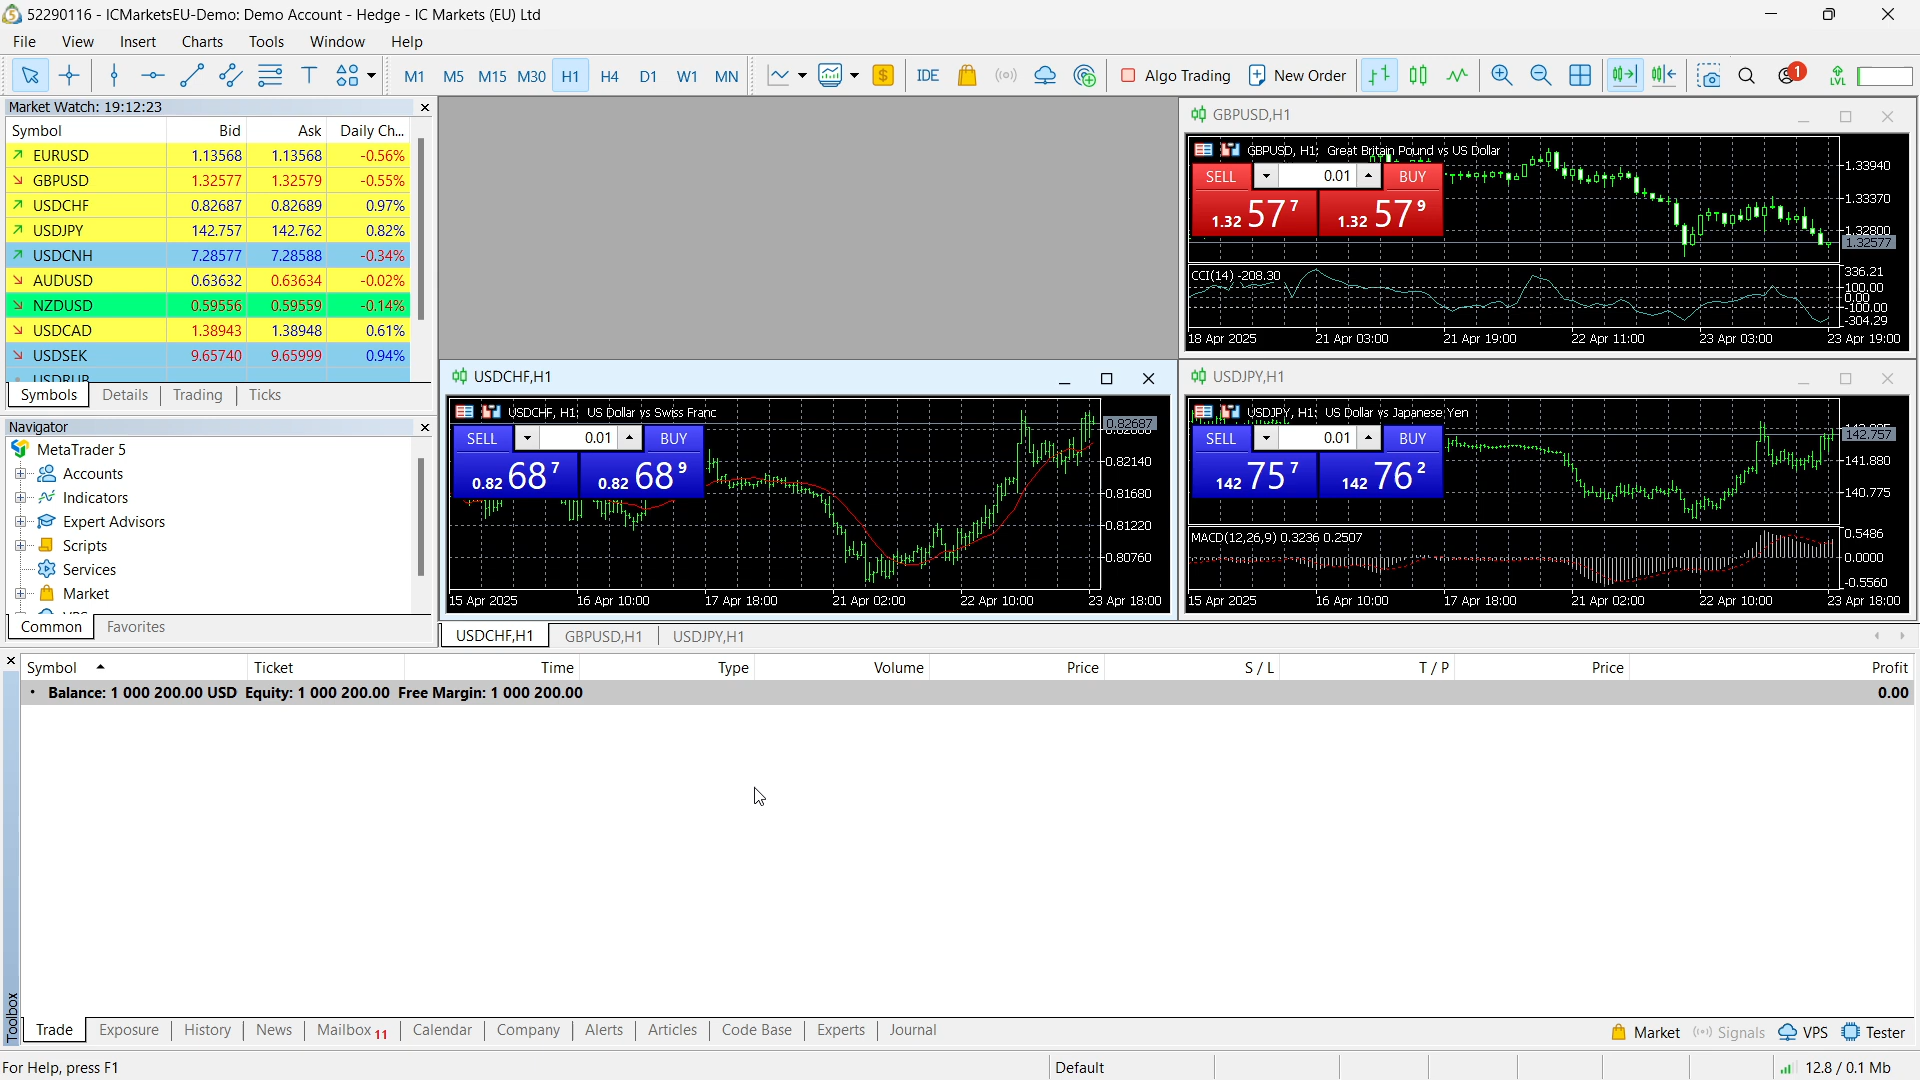 52290116 - ICMarketsEU-Demo: Demo Account - Hedge - IC Markets (EU) Ltd
File View Insert Charts Tools Window Help
M1 M5 M15 M30 H1 H4 D1 W1 MN IDE Algo Trading New Order 1 LVL
Market Watch: 19:12:23
Symbol Bid Ask Daily Ch...
EURUSD 1.13568 1.13568 -0.56%
GBPUSD 1.32577 1.32579 -0.55%
USDCHF 0.82687 0.82689 0.97%
USDJPY 142.757 142.762 0.82%
USDCNH 7.28577 7.28588 -0.34%
AUDUSD 0.63632 0.63634 -0.02%
NZDUSD 0.59556 0.59559 -0.14%
USDCAD 1.38943 1.38948 0.61%
USDSEK 9.65740 9.65999 0.94%
USDRUB
Symbols Details Trading Ticks
Navigator
MetaTrader 5
Accounts
Indicators
Expert Advisors
Scripts
Services
Market
Common Favorites
GBPUSD,H1
GBPUSD, H1: Great Britain Pound vs US Dollar
SELL 0.01 BUY
1.32 57 7 1.32 57 9
1.33940
1.33370
1.32800
1.32577
CCI(14) -208.30
336.21
100.00
0.00
-100.00
-304.29
18 Apr 2025 21 Apr 03:00 21 Apr 19:00 22 Apr 11:00 23 Apr 03:00 23 Apr 19:00
USDCHF,H1
USDCHF, H1: US Dollar vs Swiss Franc
SELL 0.01 BUY
0.82 68 7 0.82 68 9
0.82687
0.82140
0.81680
0.81220
0.80760
15 Apr 2025 16 Apr 10:00 17 Apr 18:00 21 Apr 02:00 22 Apr 10:00 23 Apr 18:00
USDJPY,H1
USDJPY, H1: US Dollar vs Japanese Yen
SELL 0.01 BUY
142 75 7 142 76 2
142.757
141.880
140.775
MACD(12,26,9) 0.3236 0.2507
0.5486
0.0000
-0.5560
15 Apr 2025 16 Apr 10:00 17 Apr 18:00 21 Apr 02:00 22 Apr 10:00 23 Apr 18:00
USDCHF,H1 GBPUSD,H1 USDJPY,H1
Symbol Ticket Time Type Volume Price S / L T / P Price Profit
Balance: 1 000 200.00 USD Equity: 1 000 200.00 Free Margin: 1 000 200.00 0.00
Toolbox
Trade Exposure History News Mailbox 11 Calendar Company Alerts Articles Code Base Experts Journal Market Signals VPS Tester
For Help, press F1 Default 12.8 / 0.1 Mb